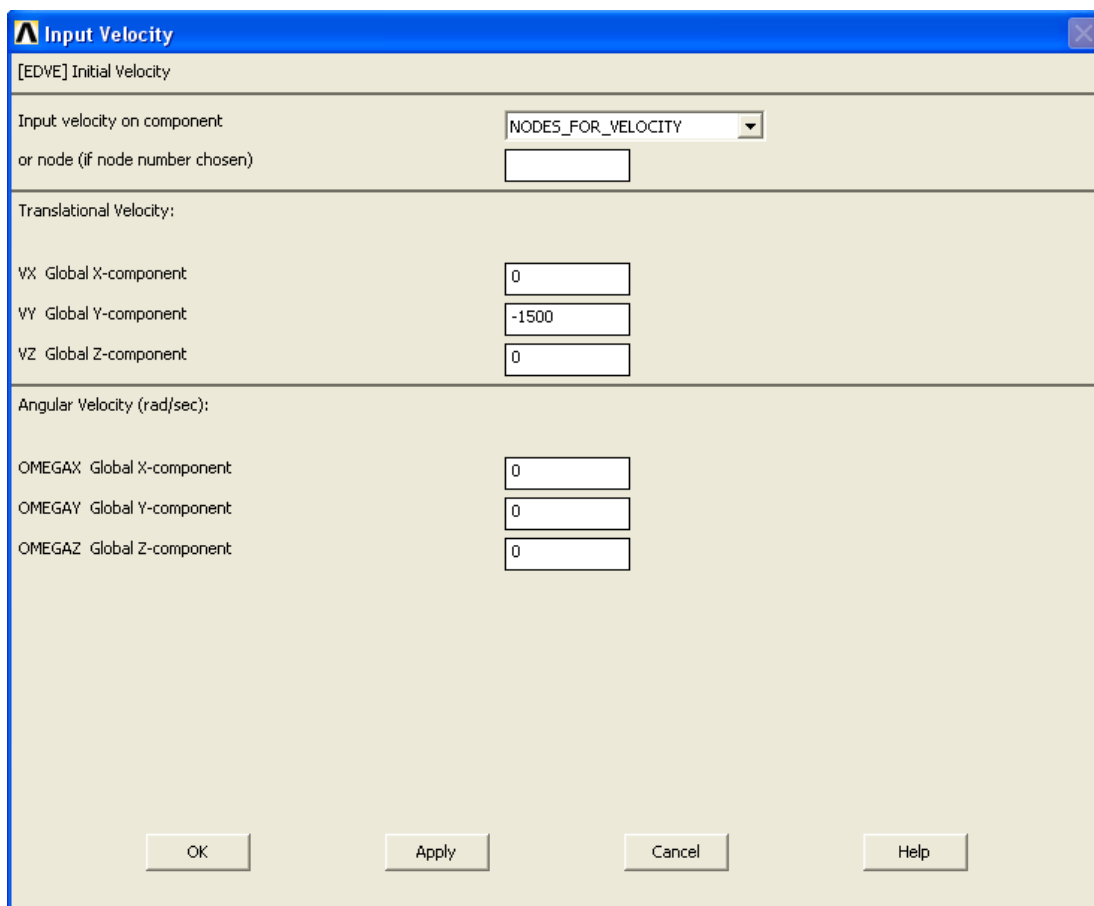 Input Velocity
[EDVE] Initial Velocity
Input velocity on component NODES_FOR_VELOCITY
or node (if node number chosen)
Translational Velocity:
VX Global X-component 0
VY Global Y-component -1500
VZ Global Z-component 0
Angular Velocity (rad/sec):
OMEGAX Global X-component 0
OMEGAY Global Y-component 0
OMEGAZ Global Z-component 0
OK Apply Cancel Help